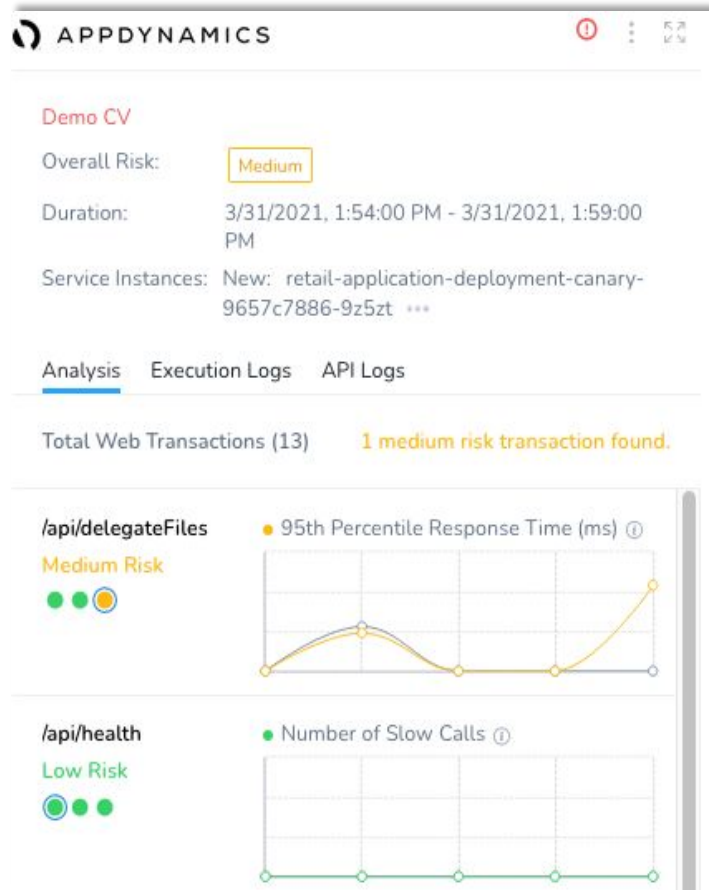 APPDYNAMICS
Demo CV
Overall Risk: Medium
Duration: 3/31/2021, 1:54:00 PM - 3/31/2021, 1:59:00
PM
Service Instances: New: retail-application-deployment-canary-
9657c7886-9z5zt
Analysis Execution Logs API Logs
Total Web Transactions (13) 1 medium risk transaction found.
/api/delegateFiles 95th Percentile Response Time (ms)
Medium Risk
/api/health Number of Slow Calls
Low Risk